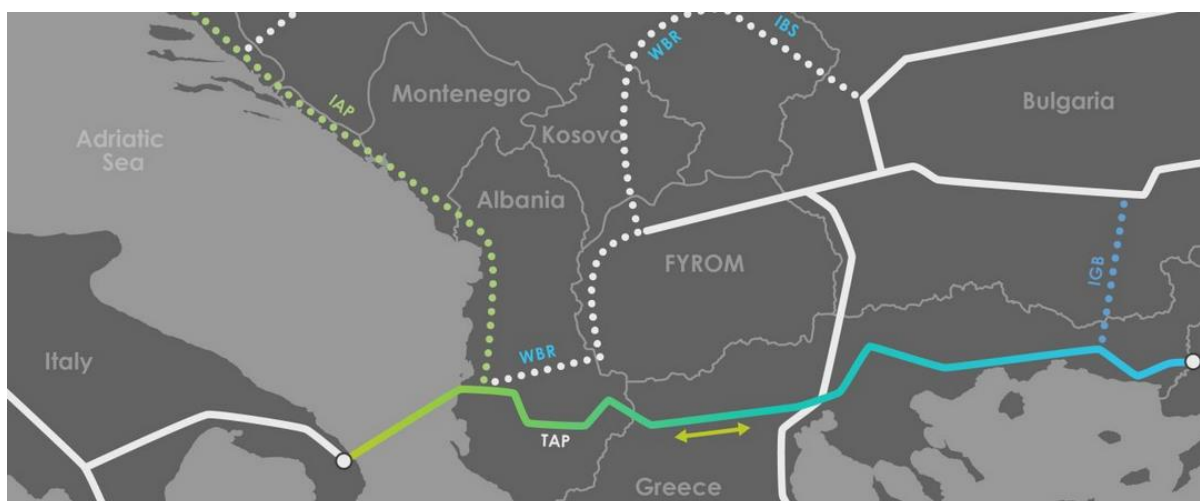 IBS
WBR
IAP
Montenegro
Bulgaria
Adriatic
Sea
Kosovo
Albania
FYROM
IGB
Italy
WBR
TAP
Greece